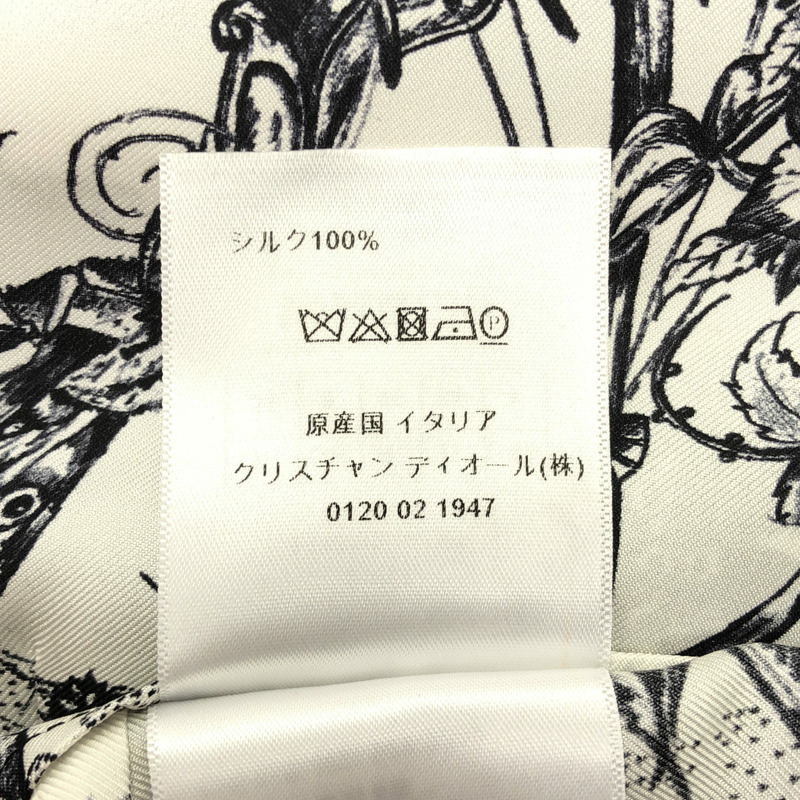 シルク100%
P
原産国 イタリア
クリスチャン ディオール(株)
0120 02 1947